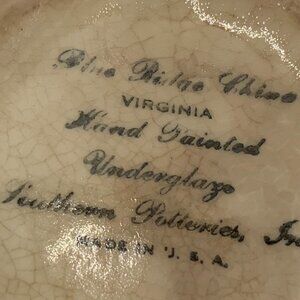 Blue Ridge China
VIRGINIA
Hand Painted
Underglaze
Southern Potteries, Inc
MADE IN U. S. A.